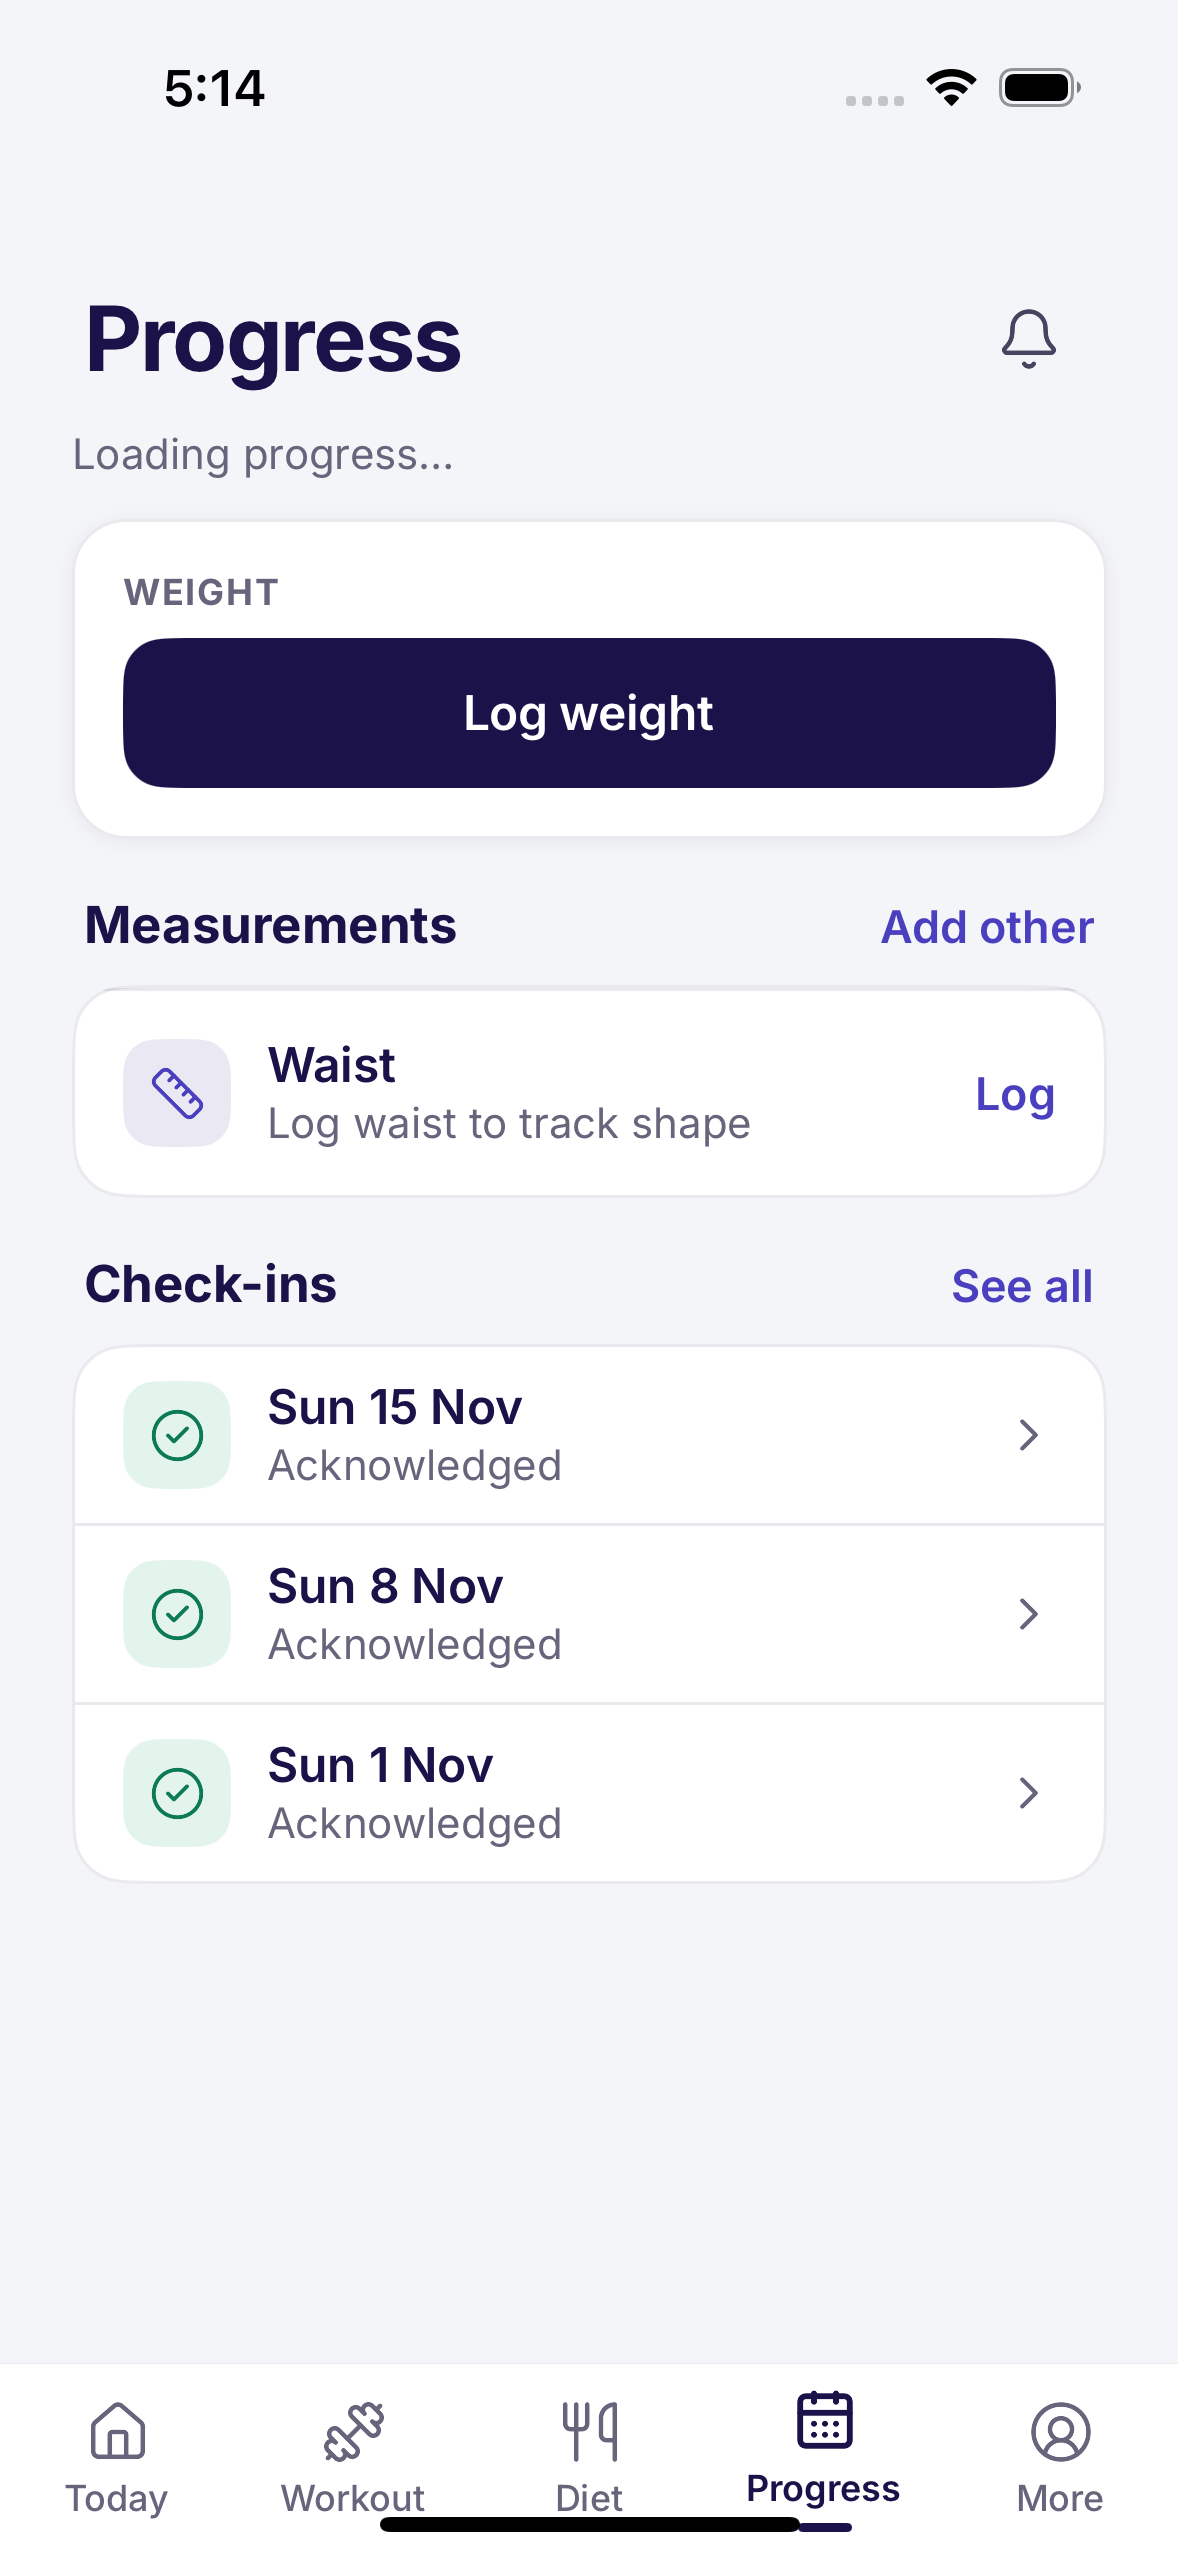 5:14
Progress
Loading progress...
WEIGHT
Log weight
Measurements
Add other
Waist
Log waist to track shape
Log
Check-ins
See all
Sun 15 Nov
Acknowledged
Sun 8 Nov
Acknowledged
Sun 1 Nov
Acknowledged
Today
Workout
Diet
Progress
More